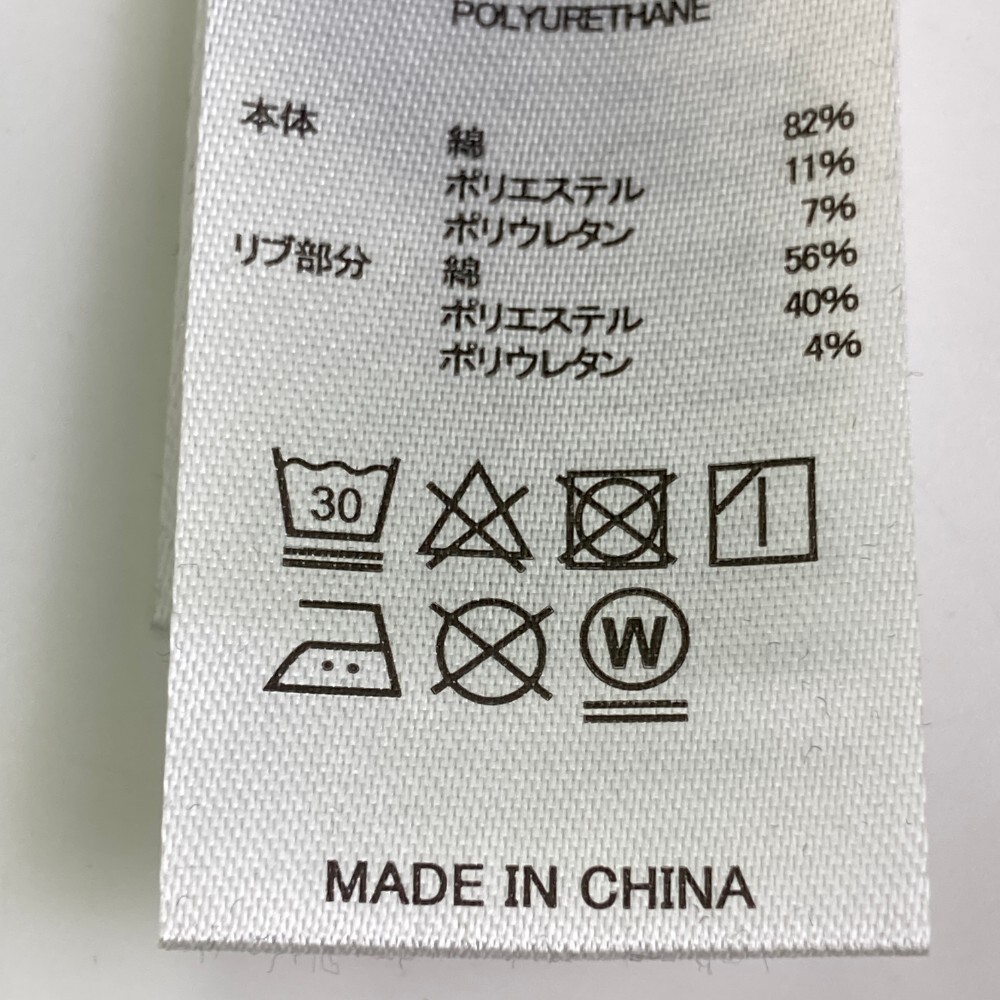 POLYURETHANE
本体 綿 82%
ポリエステル 11%
ポリウレタン 7%
リブ部分 綿 56%
ポリエステル 40%
ポリウレタン 4%
30
W
MADE IN CHINA